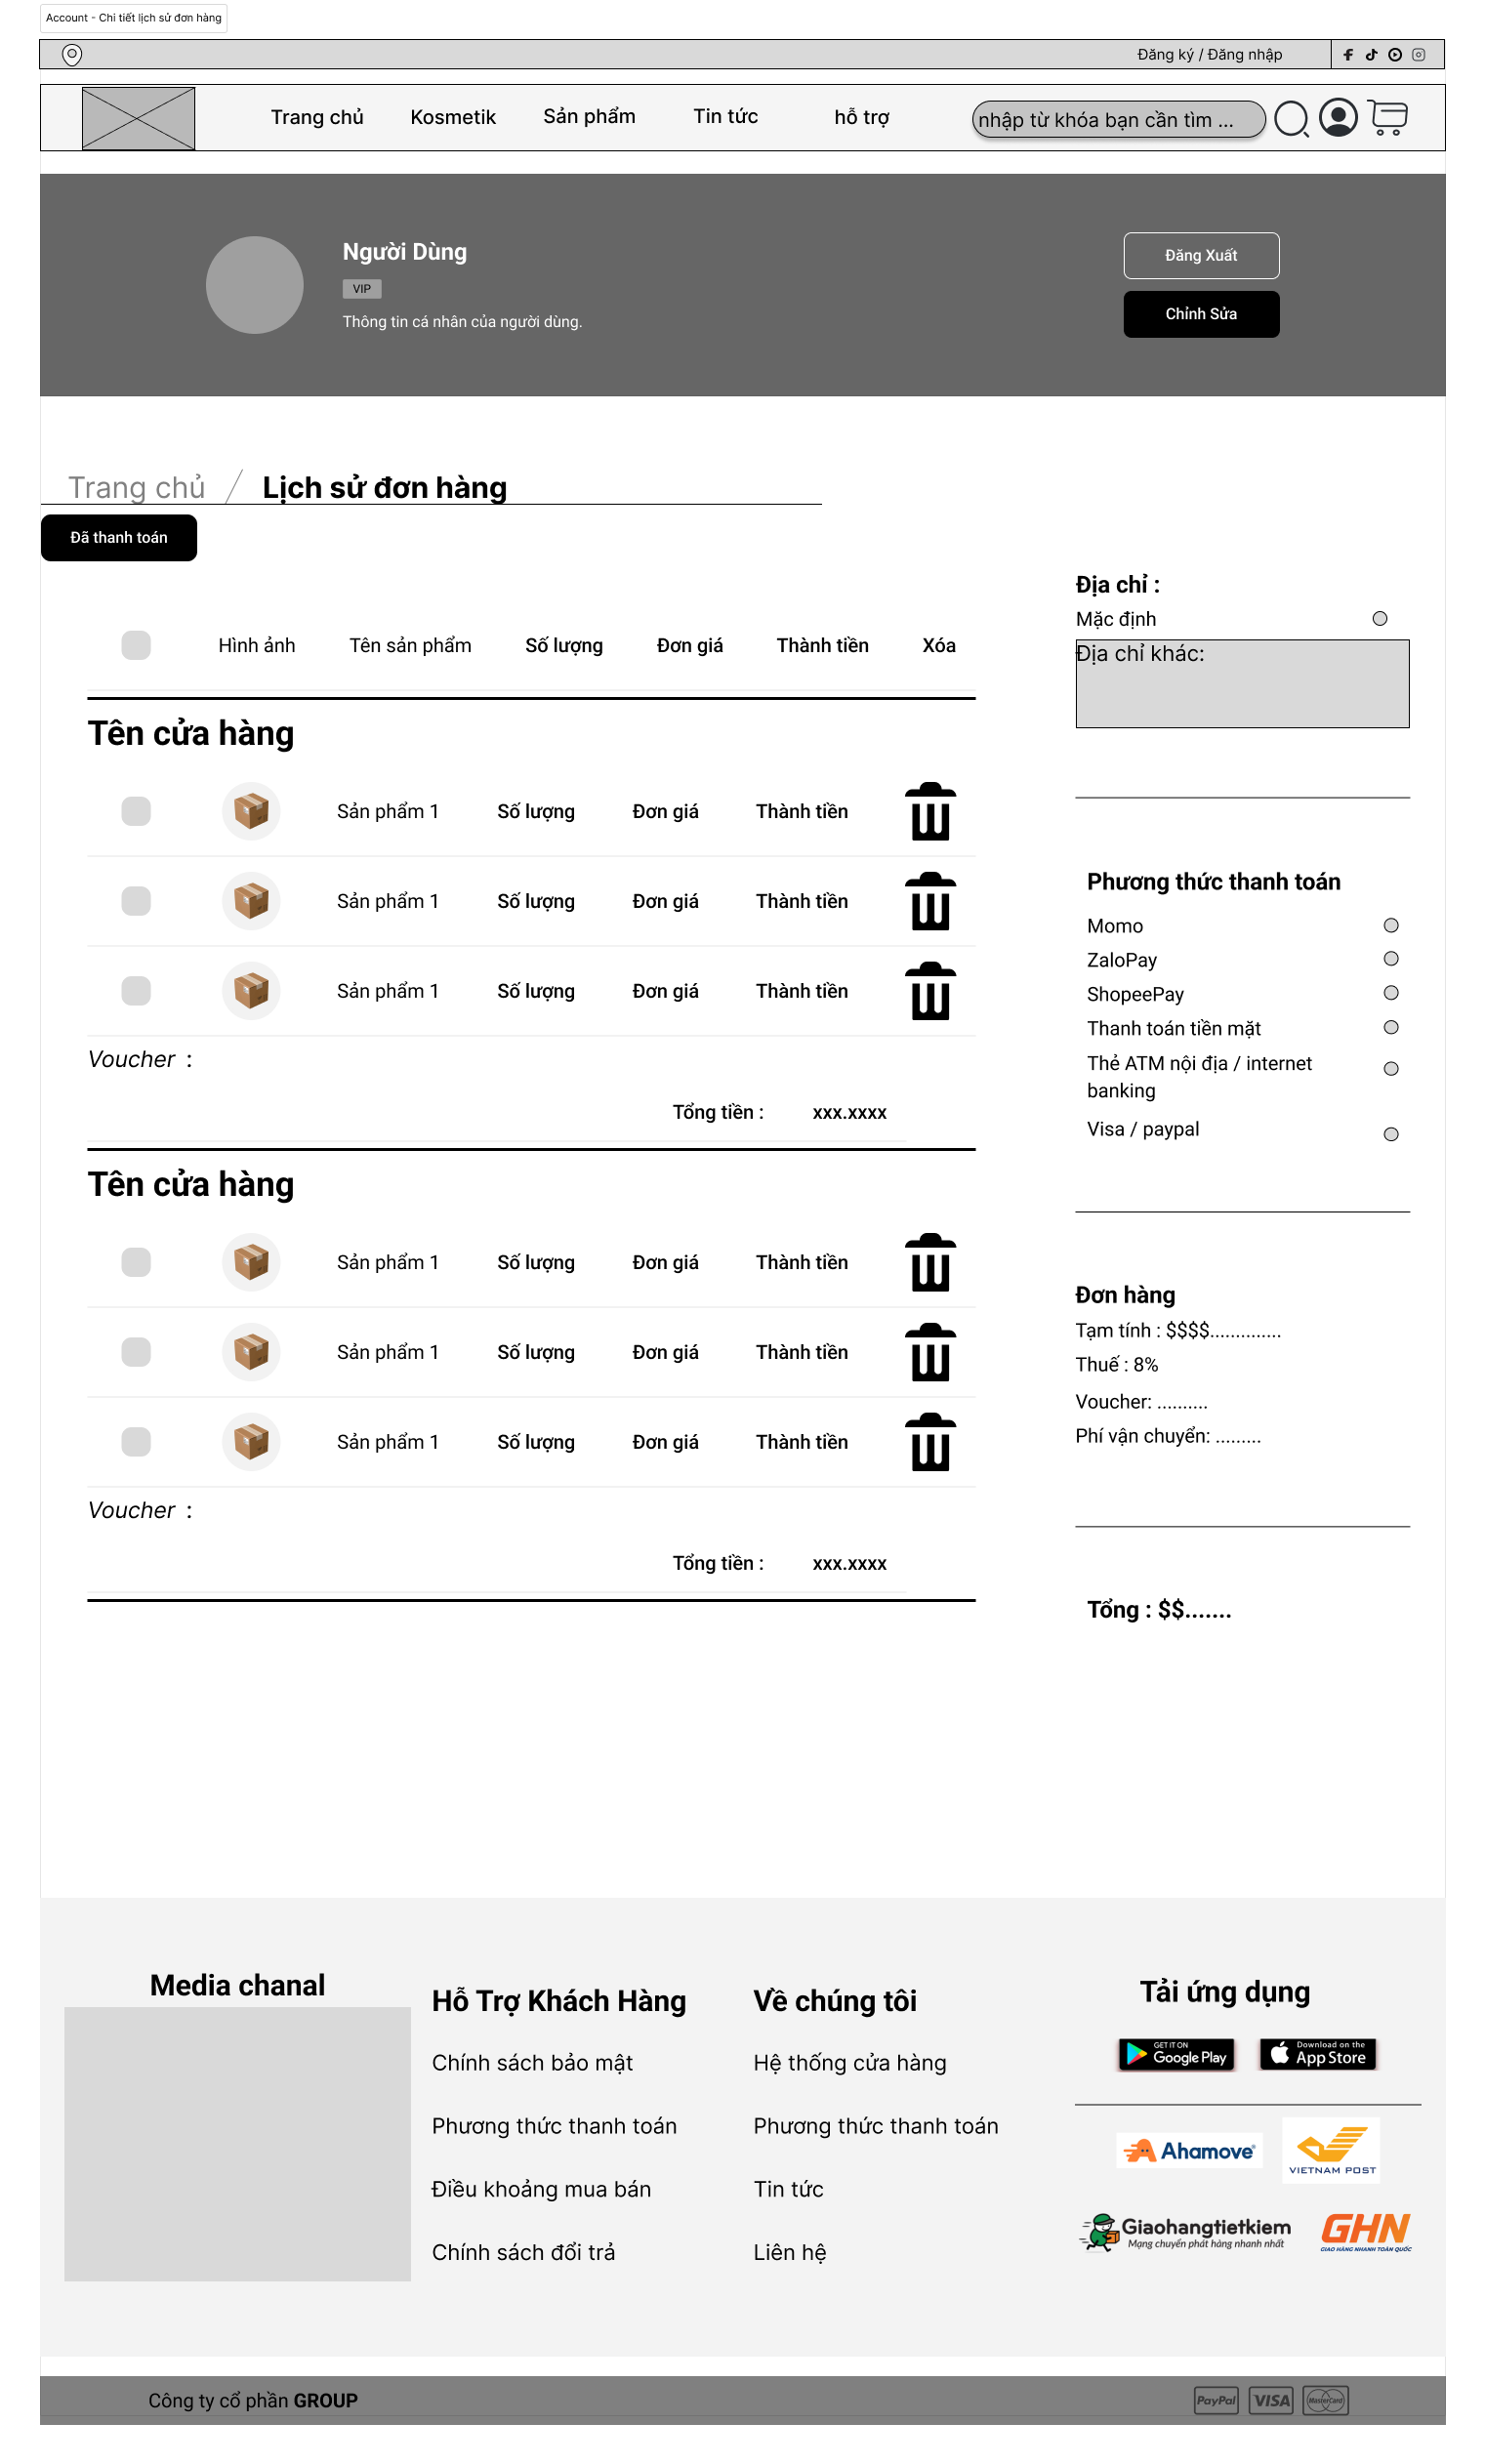 Account - Chi tiết lịch sử đơn hàng
Đăng ký / Đăng nhập
Trang chủ Kosmetik Sản phẩm Tin tức hỗ trợ nhập từ khóa bạn cần tìm ...
Người Dùng
VIP
Thông tin cá nhân của người dùng.
Đăng Xuất
Chỉnh Sửa
Trang chủ / Lịch sử đơn hàng
Đã thanh toán
Hình ảnh Tên sản phẩm Số lượng Đơn giá Thành tiền Xóa
Tên cửa hàng
Sản phẩm 1 Số lượng Đơn giá Thành tiền
Sản phẩm 1 Số lượng Đơn giá Thành tiền
Sản phẩm 1 Số lượng Đơn giá Thành tiền
Voucher :
Tổng tiền : xxx.xxxx
Tên cửa hàng
Sản phẩm 1 Số lượng Đơn giá Thành tiền
Sản phẩm 1 Số lượng Đơn giá Thành tiền
Sản phẩm 1 Số lượng Đơn giá Thành tiền
Voucher :
Tổng tiền : xxx.xxxx
Địa chỉ :
Mặc định
Địa chỉ khác:
Phương thức thanh toán
Momo
ZaloPay
ShopeePay
Thanh toán tiền mặt
Thẻ ATM nội địa / internet
banking
Visa / paypal
Đơn hàng
Tạm tính : $$$$..............
Thuế : 8%
Voucher: ..........
Phí vận chuyển: .........
Tổng : $$.......
Media chanal
Hỗ Trợ Khách Hàng
Chính sách bảo mật
Phương thức thanh toán
Điều khoảng mua bán
Chính sách đổi trả
Về chúng tôi
Hệ thống cửa hàng
Phương thức thanh toán
Tin tức
Liên hệ
Tải ứng dụng
GET IT ON
Google Play
Download on the
App Store
Ahamove
VIETNAM POST
Giaohangtietkiem
Mạng chuyển phát hàng nhanh nhất
GHN
GIAO HÀNG NHANH TOÀN QUỐC
Công ty cổ phần GROUP
PayPal VISA MasterCard